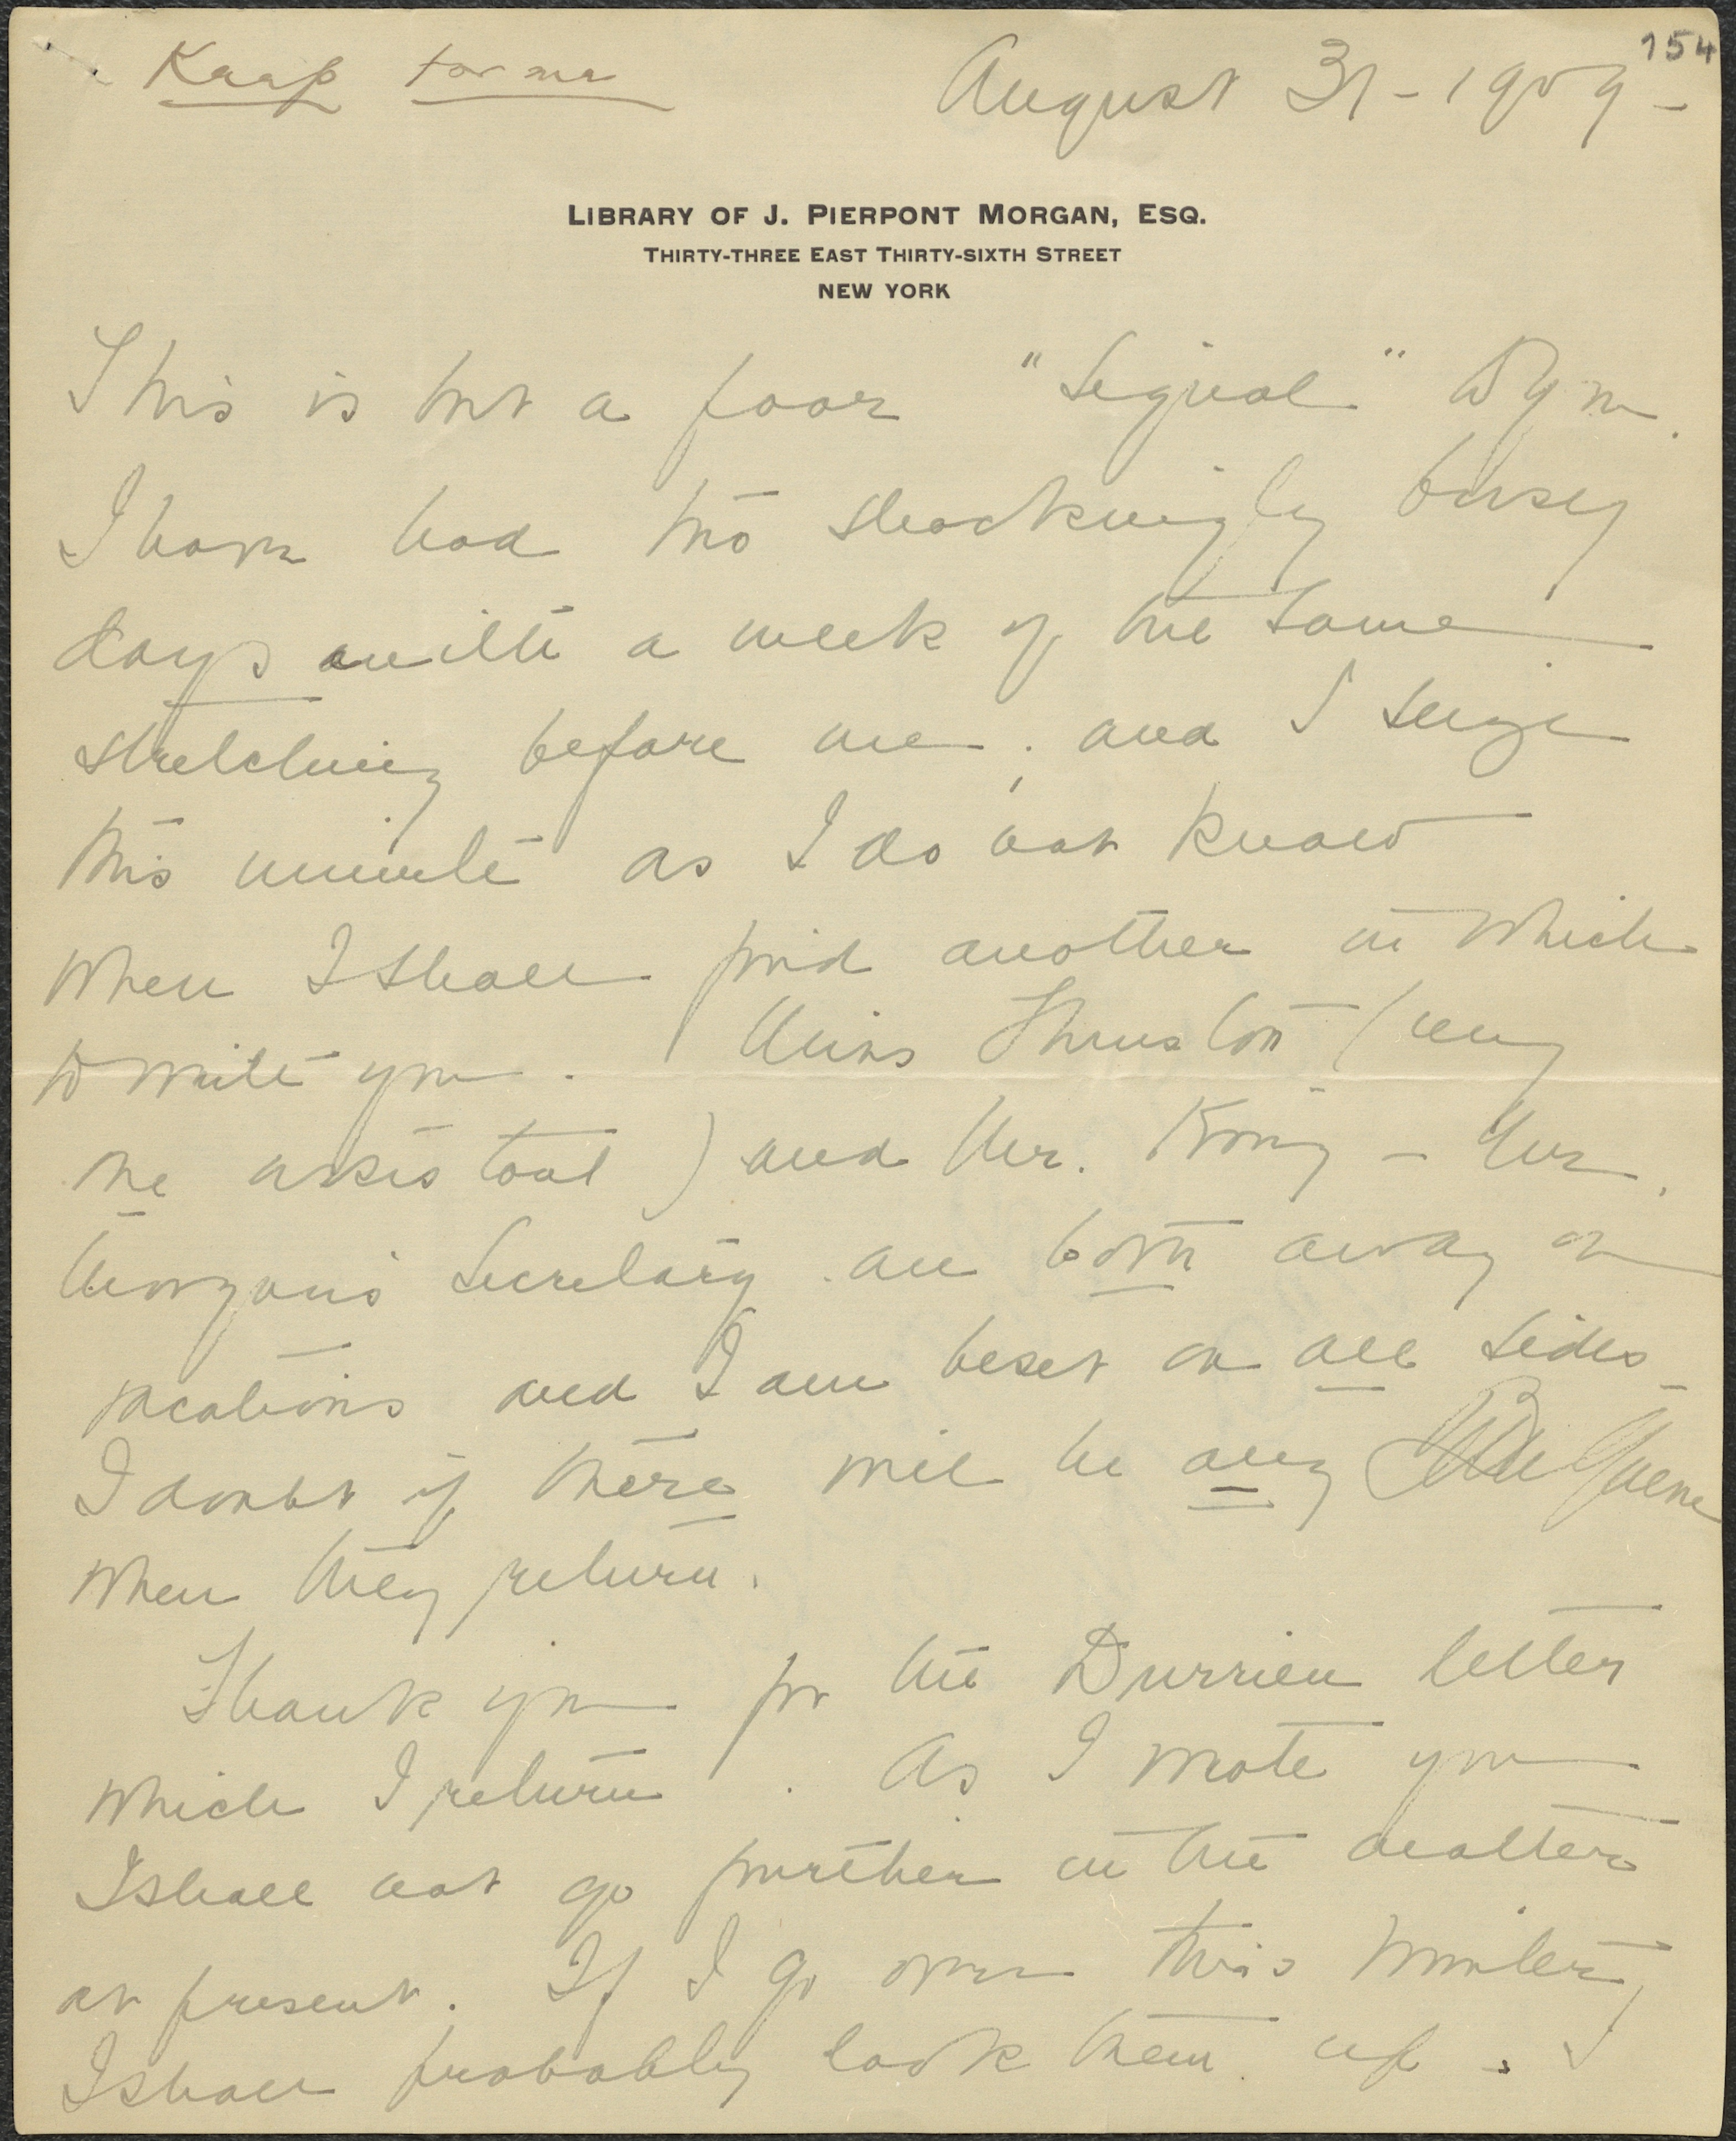 Keep for me
August 31 - 1909 -
154
LIBRARY OF J. PIERPONT MORGAN, ESQ.
THIRTY-THREE EAST THIRTY-SIXTH STREET
NEW YORK
This is but a poor "Signal" B y m.
I have had two shockingly busy
days with a week of the same
stretching before me; and I seize
this minute as I do not know
when I shall find another in which
to write you. Miss Thurston (my
one assistant) and Mr. King - Mr.
Morgan's Secretary are both away on
vacations and I am beset on all sides -
I doubt if there will be any Belle Greene
when they return.
Thank you for the Durrieu letter
which I return. As I wrote you
I shall not go further in the matter
at present. If I go over this winter,
I shall probably look them up. I